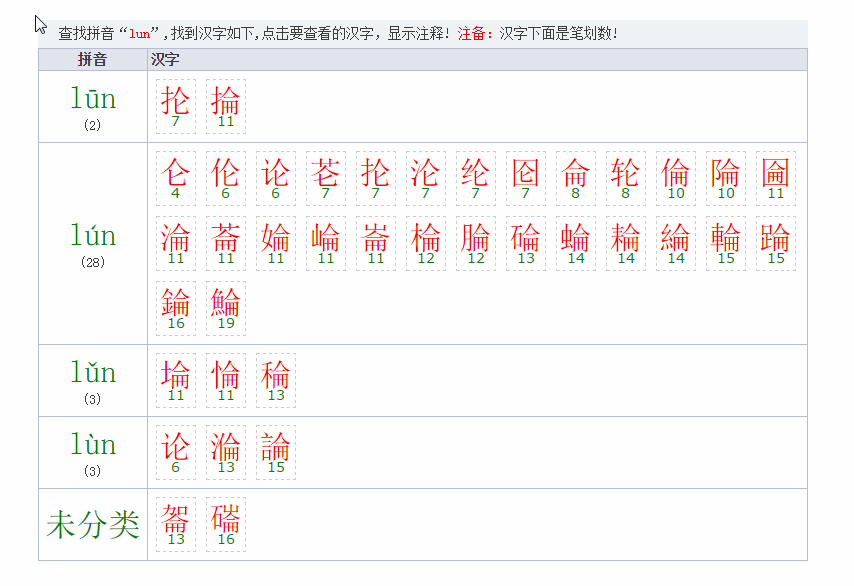 查找拼音“lun”,找到汉字如下,点击要查看的汉字，显示注释! 注备: 汉字下面是笔划数!
拼音 汉字
lūn (2) 抡 掄
7 11
lún (28) 仑 伦 论 芲 抡 沦 纶 囵 侖 轮 倫 陯 圇
4 6 6 7 7 7 7 7 8 8 10 10 11
淪 菕 婨 崘 崙 棆 腀 碖 蜦 耣 綸 輪 踚
11 11 11 11 11 12 12 13 14 14 14 15 15
錀 鯩
16 19
lǔn (3) 埨 惀 稐
11 11 13
lùn (3) 论 溣 論
6 13 15
未分类 磮
13 16